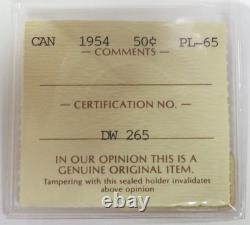 CAN 1954 50¢ PL-65
COMMENTS
CERTIFICATION NO.
DW 265
IN OUR OPINION THIS IS A
GENUINE ORIGINAL ITEM.
Tampering with this sealed holder invalidates
above opinion